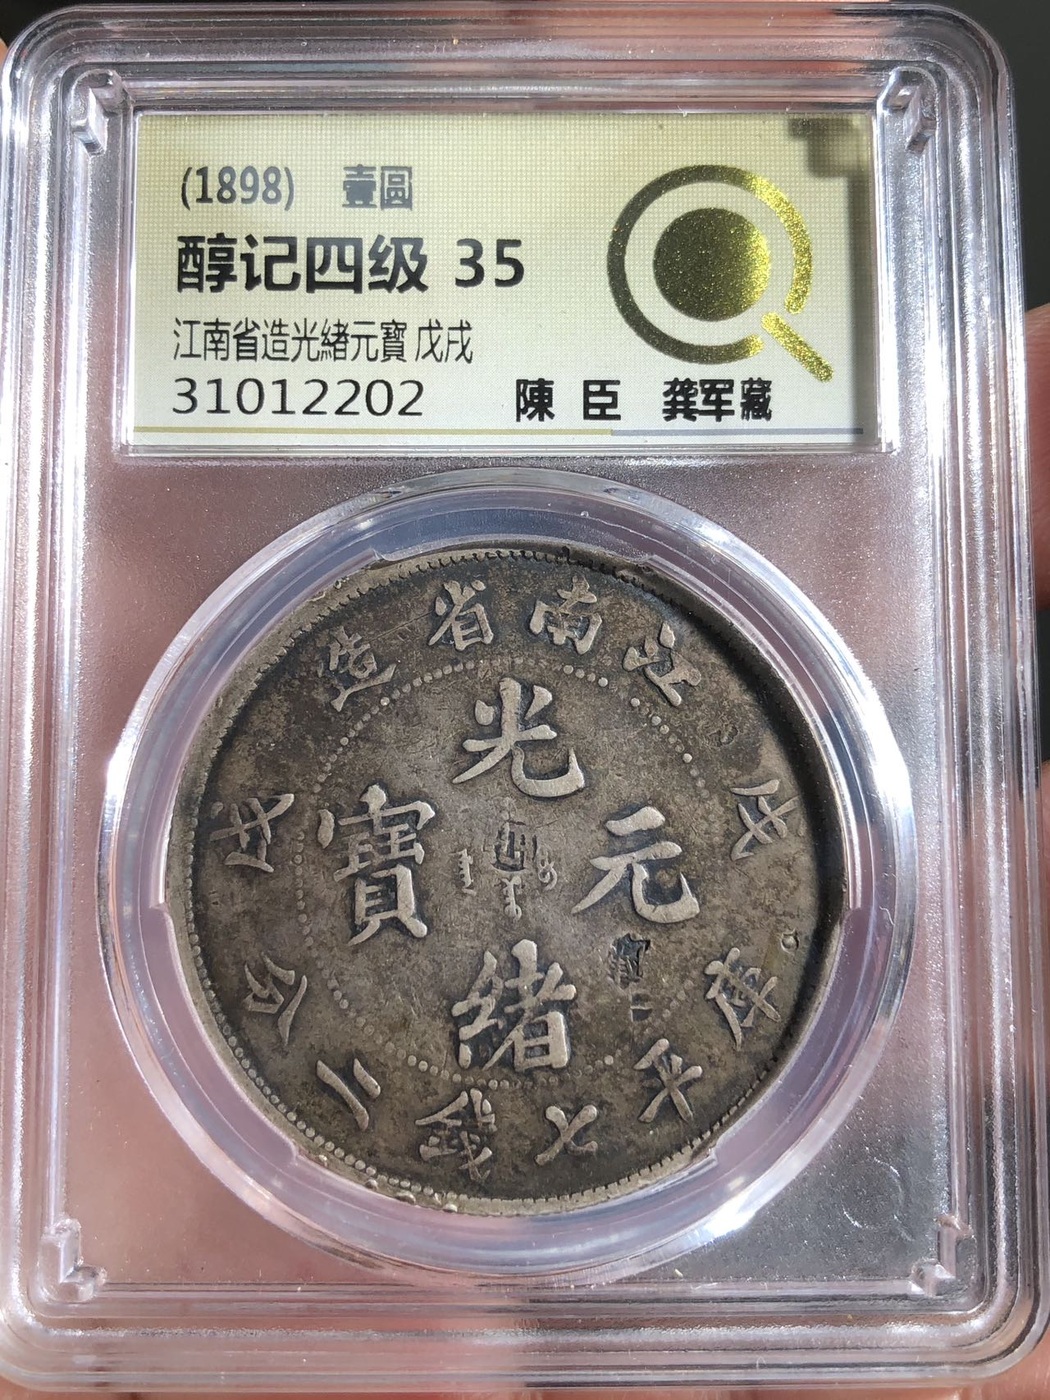 (1898) 壹圆
醇记四级 35
江南省造光緒元寶 戊戌
31012202 陳 臣 龚军藏
江南省造
戊戌
光緒元寶
庫平七錢二分